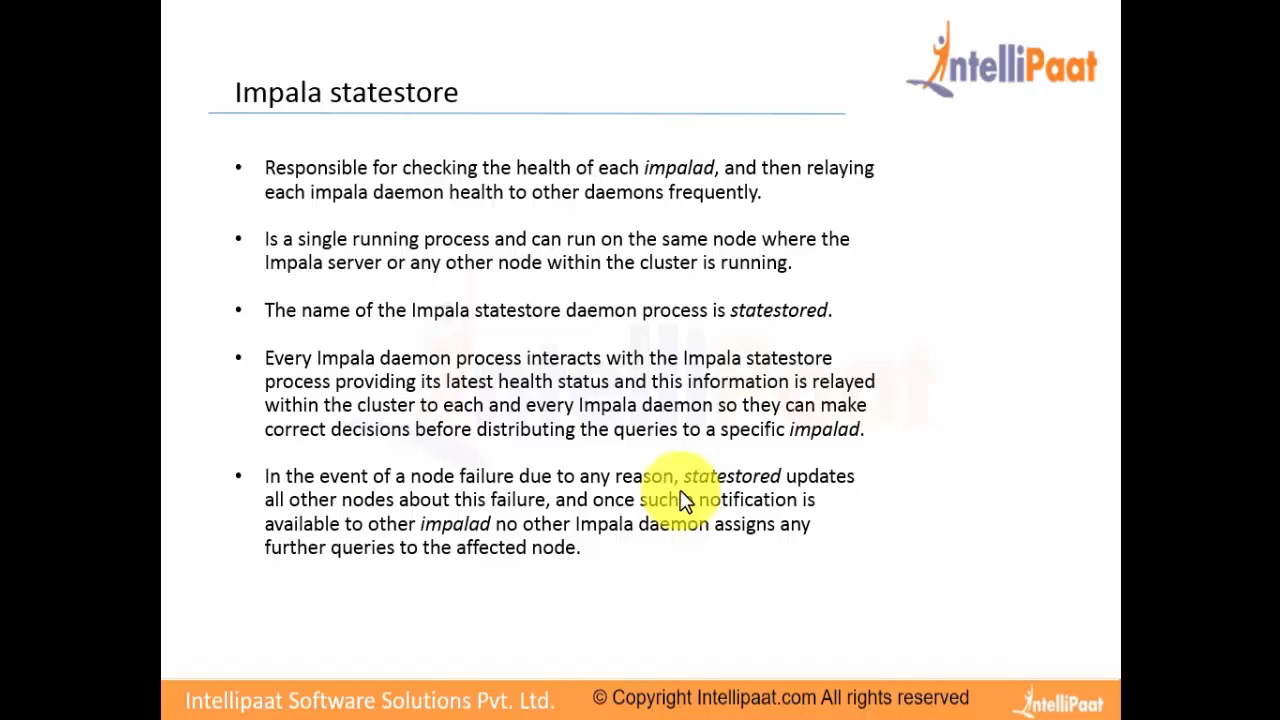 IntelliPaat
Impala statestore
• Responsible for checking the health of each impalad, and then relaying
each impala daemon health to other daemons frequently.
• Is a single running process and can run on the same node where the
Impala server or any other node within the cluster is running.
• The name of the Impala statestore daemon process is statestored.
• Every Impala daemon process interacts with the Impala statestore
process providing its latest health status and this information is relayed
within the cluster to each and every Impala daemon so they can make
correct decisions before distributing the queries to a specific impalad.
• In the event of a node failure due to any reason, statestored updates
all other nodes about this failure, and once such notification is
available to other impalad no other Impala daemon assigns any
further queries to the affected node.
Intellipaat Software Solutions Pvt. Ltd. © Copyright Intellipaat.com All rights reserved IntelliPaat